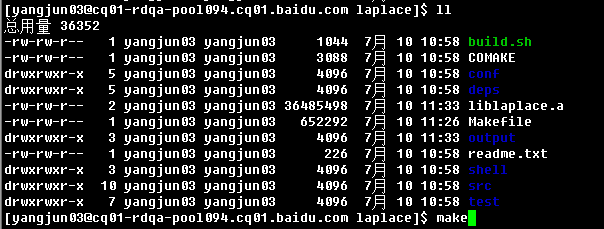 [yangjun03@cq01-rdqa-pool094.cq01.baidu.com laplace]$ ll
总用量 36352
-rw-rw-r-- 1 yangjun03 yangjun03 1044 7月 10 10:58 build.sh
-rw-rw-r-- 1 yangjun03 yangjun03 3088 7月 10 10:58 COMAKE
drwxrwxr-x 5 yangjun03 yangjun03 4096 7月 10 10:58 conf
drwxrwxr-x 5 yangjun03 yangjun03 4096 7月 10 10:58 deps
-rw-rw-r-- 2 yangjun03 yangjun03 36485498 7月 10 11:33 liblaplace.a
-rw-rw-r-- 1 yangjun03 yangjun03 652292 7月 10 11:26 Makefile
drwxrwxr-x 3 yangjun03 yangjun03 4096 7月 10 11:33 output
-rw-rw-r-- 1 yangjun03 yangjun03 226 7月 10 10:58 readme.txt
drwxrwxr-x 3 yangjun03 yangjun03 4096 7月 10 10:58 shell
drwxrwxr-x 10 yangjun03 yangjun03 4096 7月 10 10:58 src
drwxrwxr-x 7 yangjun03 yangjun03 4096 7月 10 10:58 test
[yangjun03@cq01-rdqa-pool094.cq01.baidu.com laplace]$ make